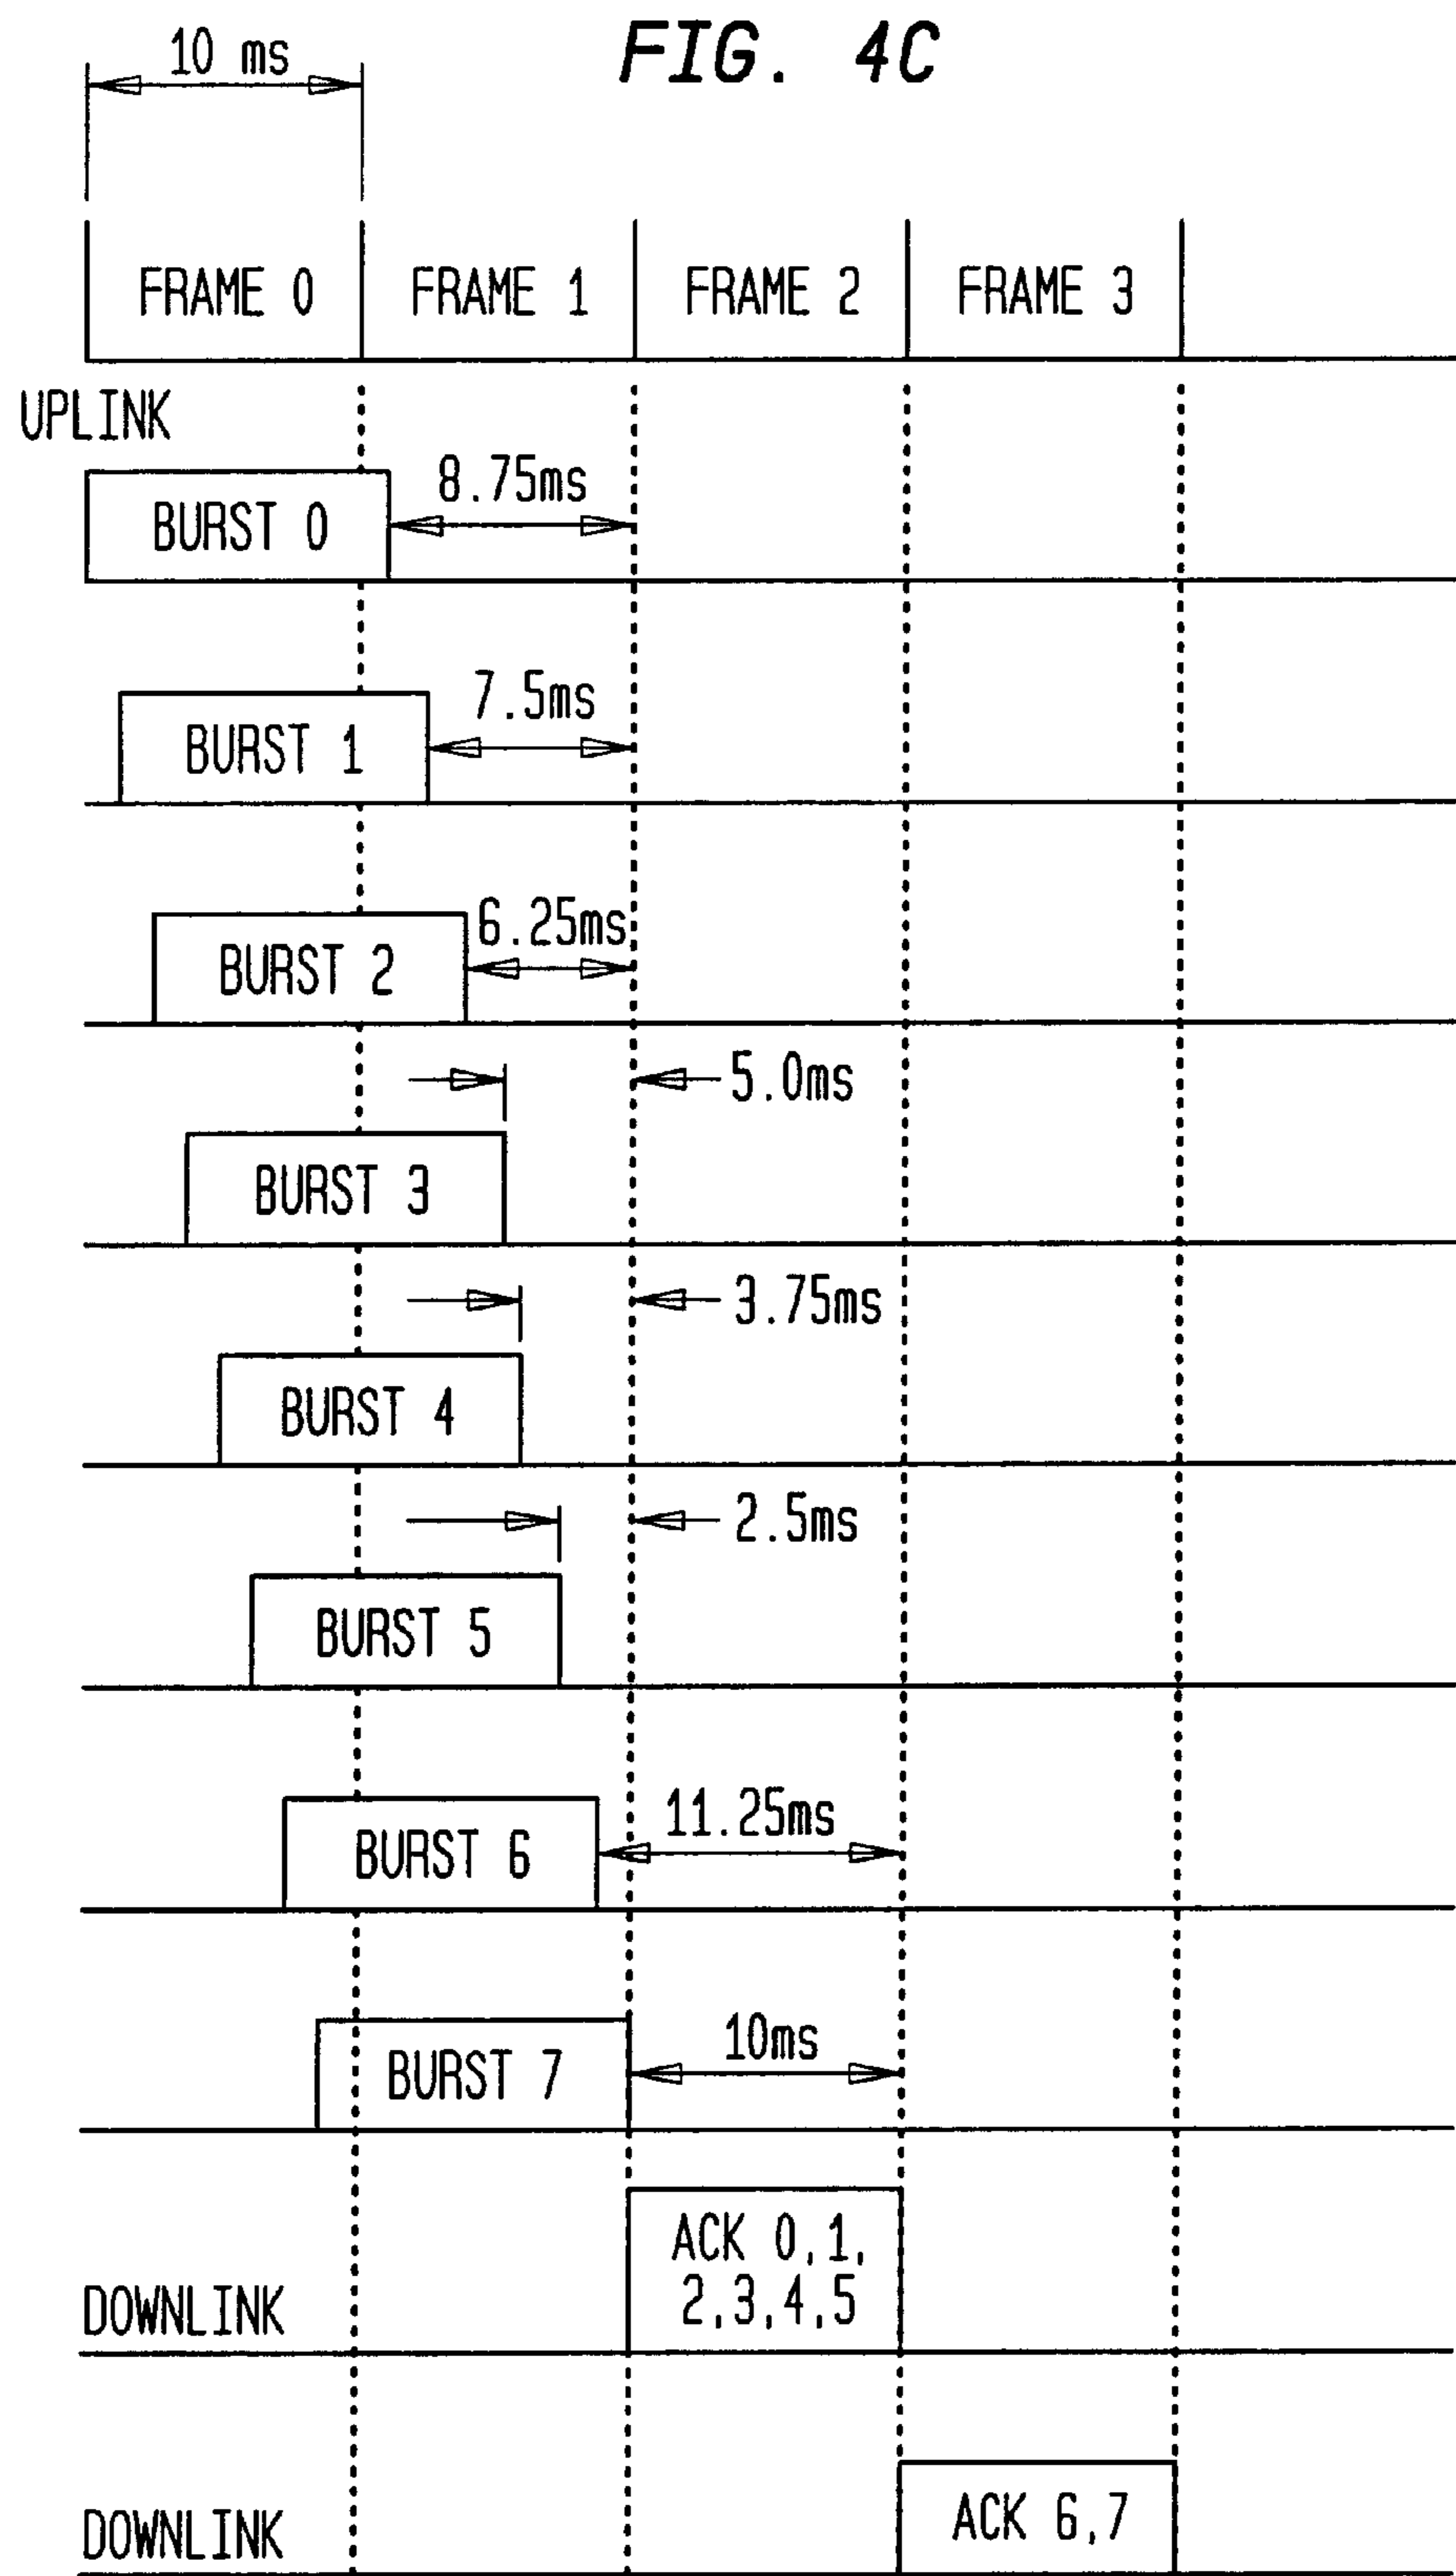 FIG. 4C
10 ms
FRAME 0 FRAME 1 FRAME 2 FRAME 3
UPLINK
BURST 0 8.75ms
BURST 1 7.5ms
BURST 2 6.25ms
5.0ms
BURST 3
3.75ms
BURST 4
2.5ms
BURST 5
BURST 6 11.25ms
BURST 7 10ms
ACK 0,1,
2,3,4,5
DOWNLINK
ACK 6,7
DOWNLINK